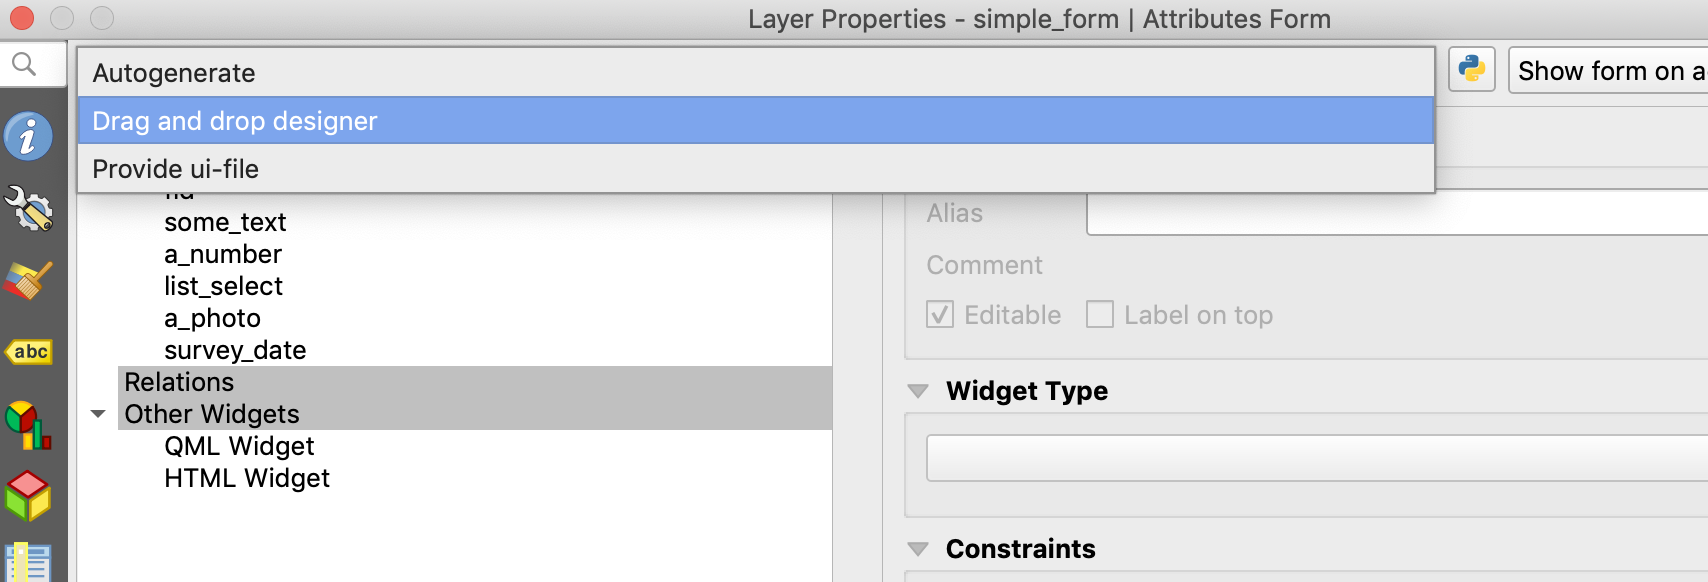 Layer Properties - simple_form | Attributes Form
Autogenerate
Drag and drop designer
Provide ui-file
Show form on a
some_text
a_number
list_select
a_photo
survey_date
Relations
Other Widgets
QML Widget
HTML Widget
Alias
Comment
Editable
Label on top
Widget Type
Constraints
abc